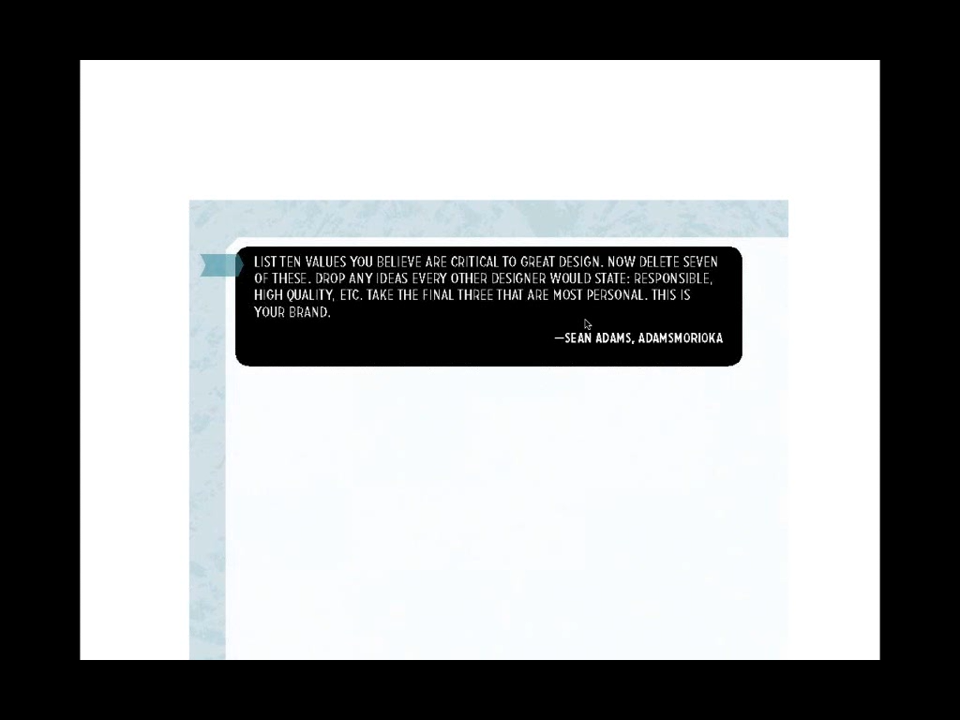 LIST TEN VALUES YOU BELIEVE ARE CRITICAL TO GREAT DESIGN. NOW DELETE SEVEN
OF THESE. DROP ANY IDEAS EVERY OTHER DESIGNER WOULD STATE: RESPONSIBLE,
HIGH QUALITY, ETC. TAKE THE FINAL THREE THAT ARE MOST PERSONAL. THIS IS
YOUR BRAND.
—SEAN ADAMS, ADAMSMORIOKA